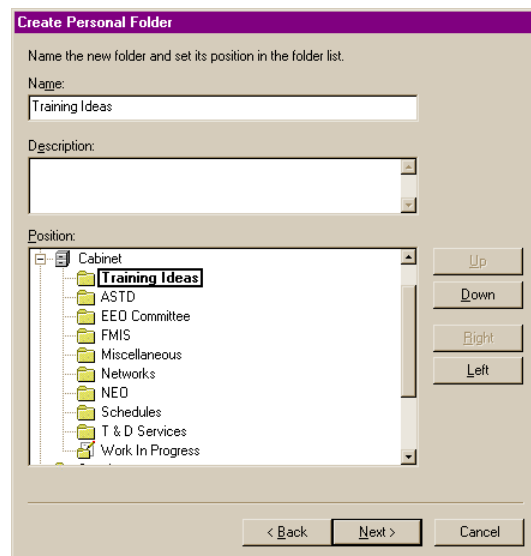 Create Personal Folder
Name the new folder and set its position in the folder list.
Name:
Training Ideas
Description:
Position:
Cabinet
Training Ideas
ASTD
EEO Committee
FMIS
Miscellaneous
Networks
NEO
Schedules
T & D Services
Work In Progress
Up
Down
Right
Left
< Back
Next >
Cancel